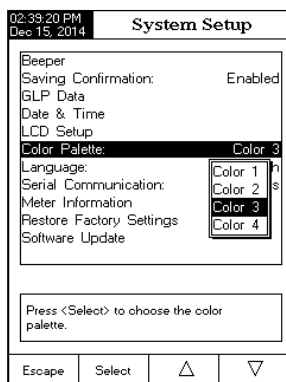 02:39:20 PM
Dec 15, 2014
System Setup
Beeper
Saving Confirmation: Enabled
GLP Data
Date & Time
LCD Setup
Color Palette: Color 3
Language: h
Serial Communication: s
Meter Information
Restore Factory Settings
Software Update
Color 1
Color 2
Color 3
Color 4
Press <Select> to choose the color
palette.
Escape Select